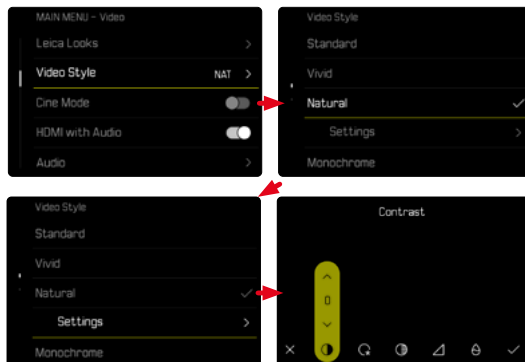 MAIN MENU - Video
Leica Looks
Video Style NAT
Cine Mode
HDMI with Audio
Audio
Video Style
Standard
Vivid
Natural
Settings
Monochrome
Video Style
Standard
Vivid
Natural
Settings
Monochrome
Contrast
0